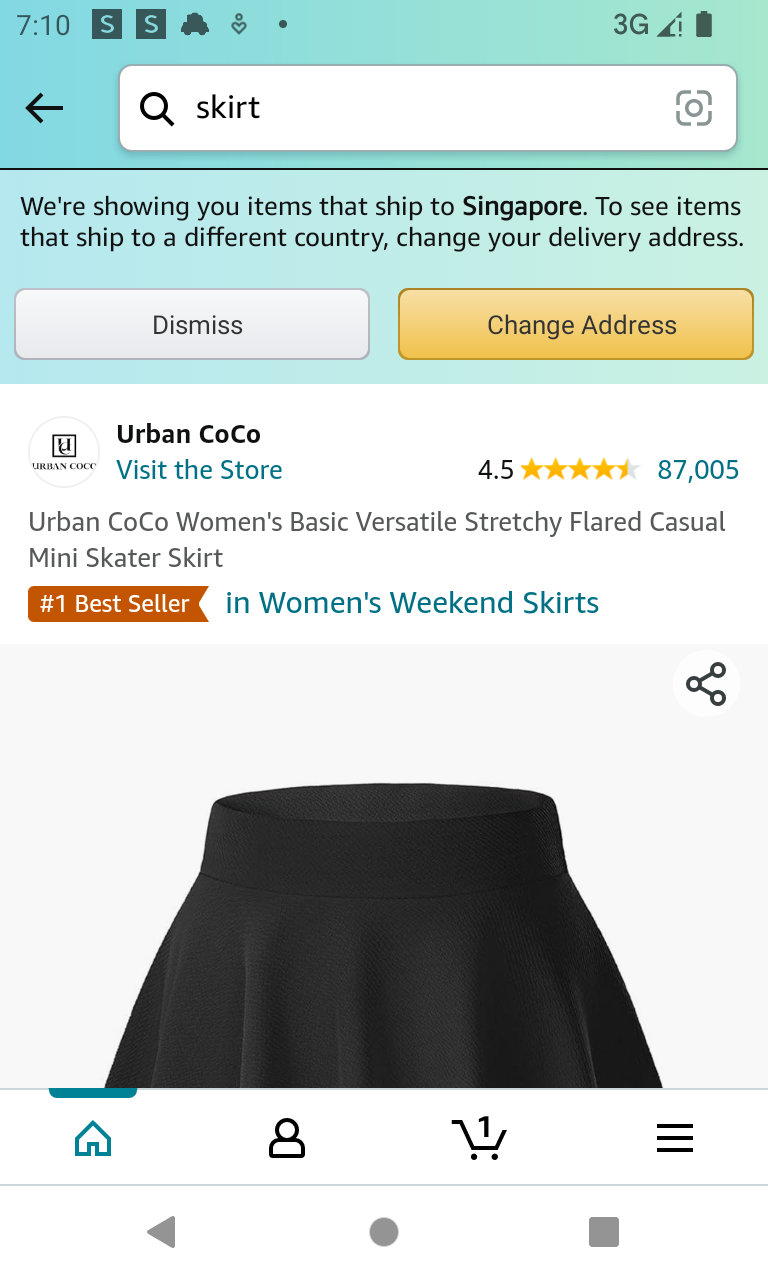 7:10
S
S
3G
skirt
We're showing you items that ship to Singapore. To see items
that ship to a different country, change your delivery address.
Dismiss
Change Address
U
URBAN COCO
Urban CoCo
Visit the Store
4.5
87,005
Urban CoCo Women's Basic Versatile Stretchy Flared Casual
Mini Skater Skirt
#1 Best Seller
in Women's Weekend Skirts
1